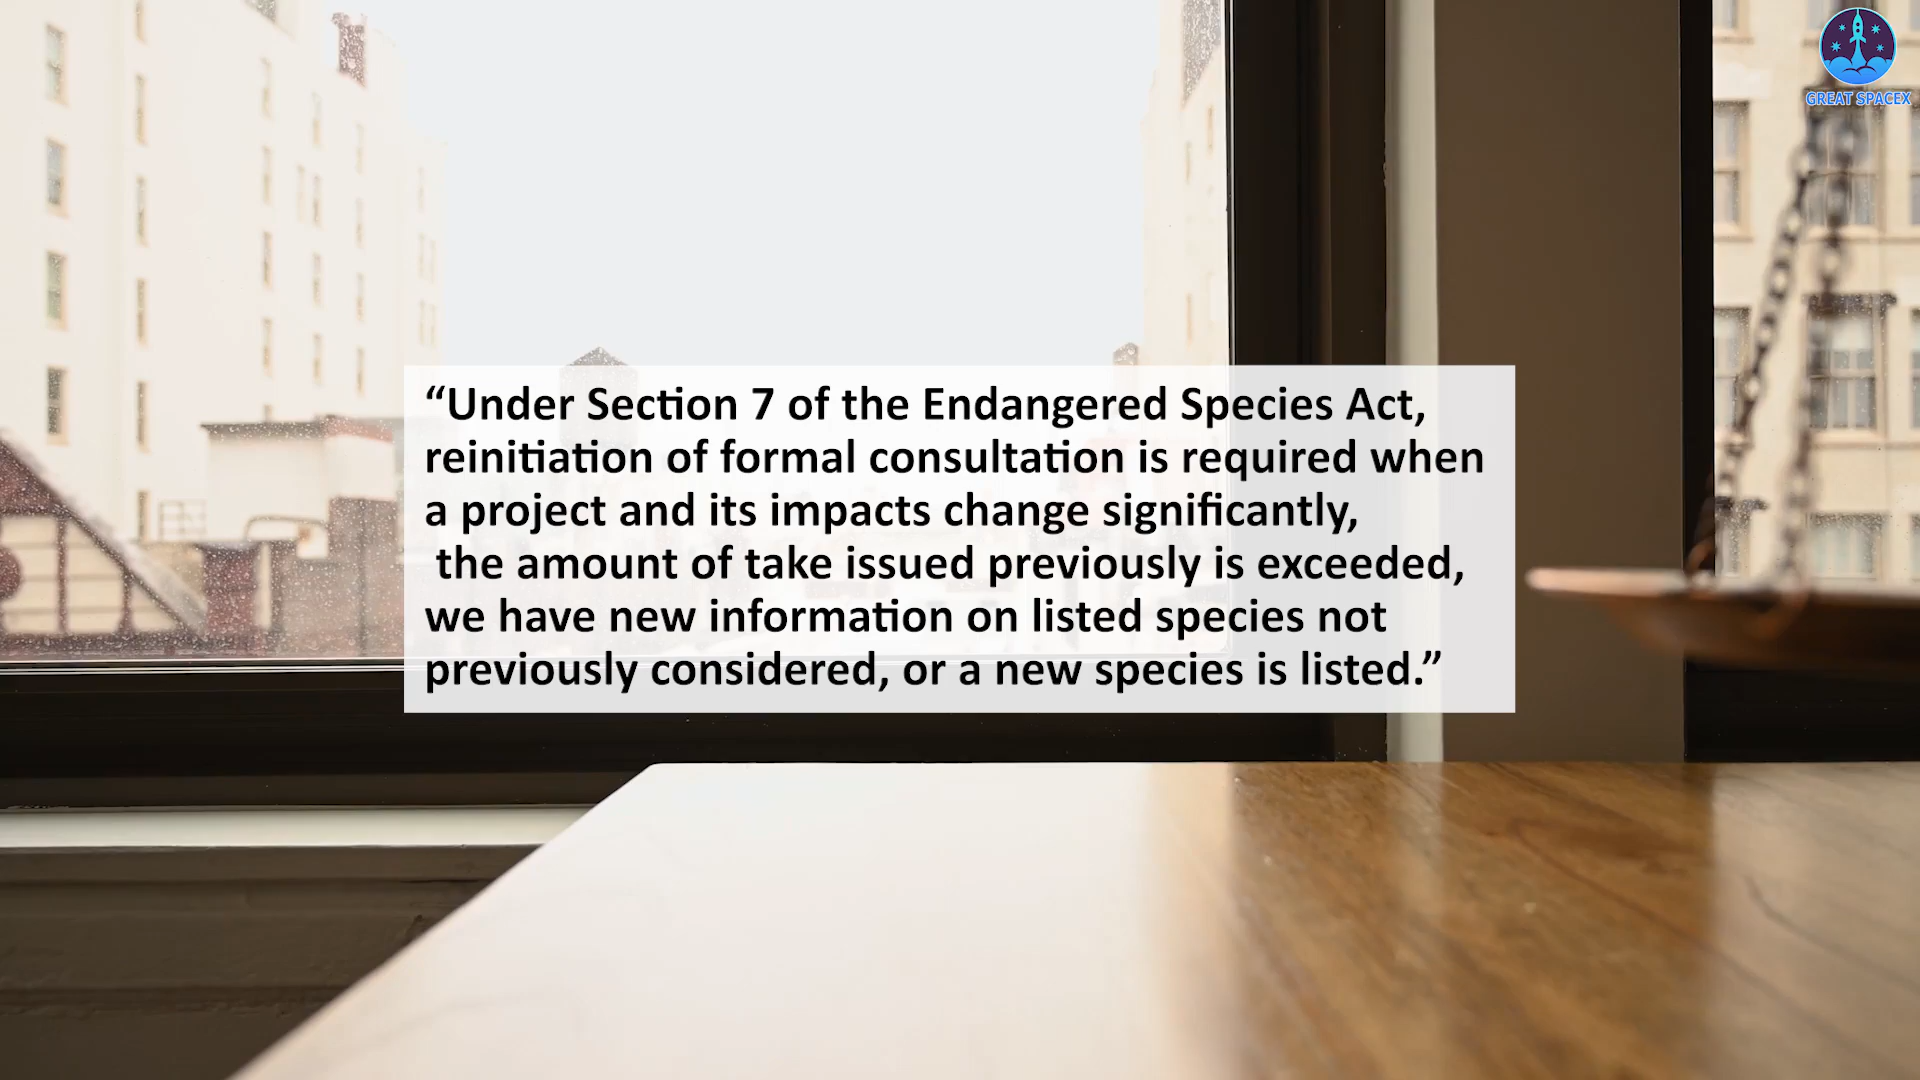 GREAT SPACEX
“Under Section 7 of the Endangered Species Act,
reinitiation of formal consultation is required when
a project and its impacts change significantly,
the amount of take issued previously is exceeded,
we have new information on listed species not
previously considered, or a new species is listed.”